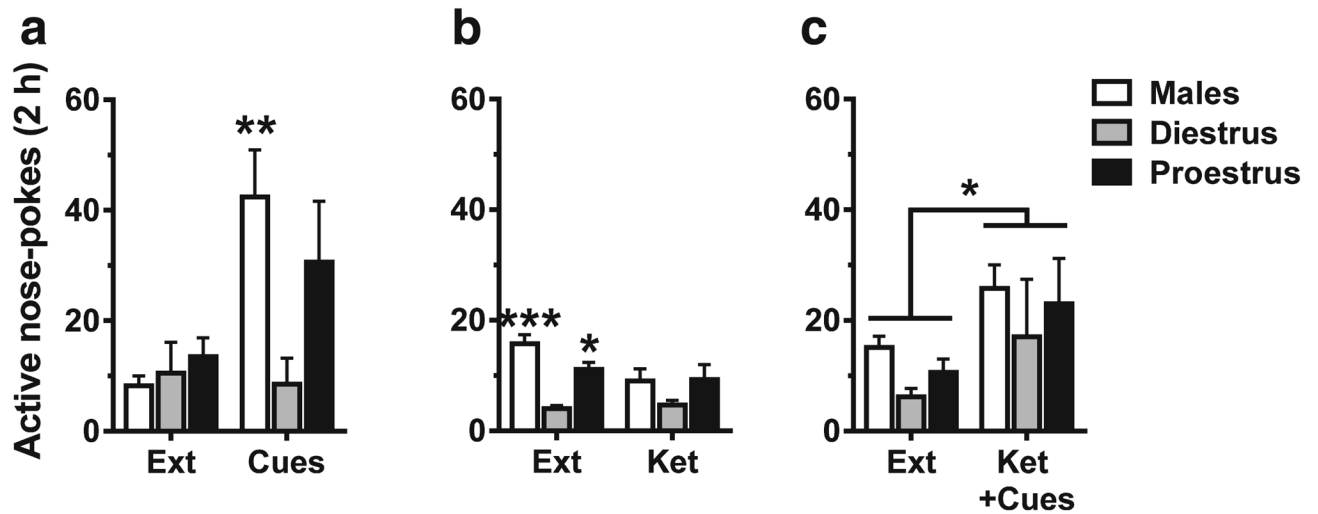 a
b
c
Active nose-pokes (2 h)
60
40
20
0
**
Ext
Cues
60
40
20
0
***
*
Ext
Ket
60
40
20
0
*
Ext
Ket
+Cues
Males
Diestrus
Proestrus